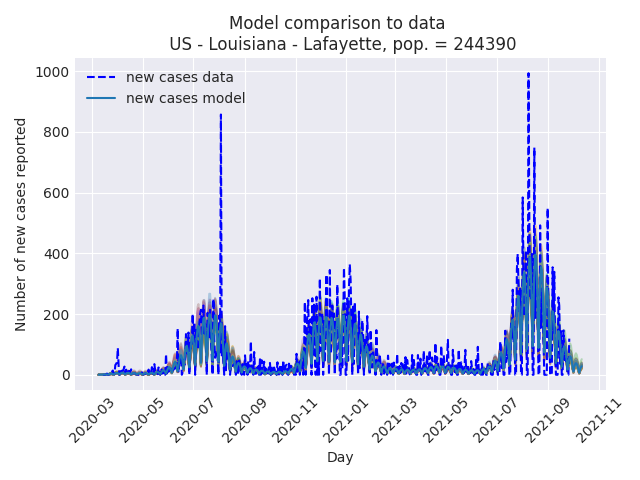 Model comparison to data
US - Louisiana - Lafayette, pop. = 244390
new cases data
new cases model
Number of new cases reported
1000
800
600
400
200
0
2020-03
2020-05
2020-07
2020-09
2020-11
2021-01
2021-03
2021-05
2021-07
2021-09
2021-11
Day